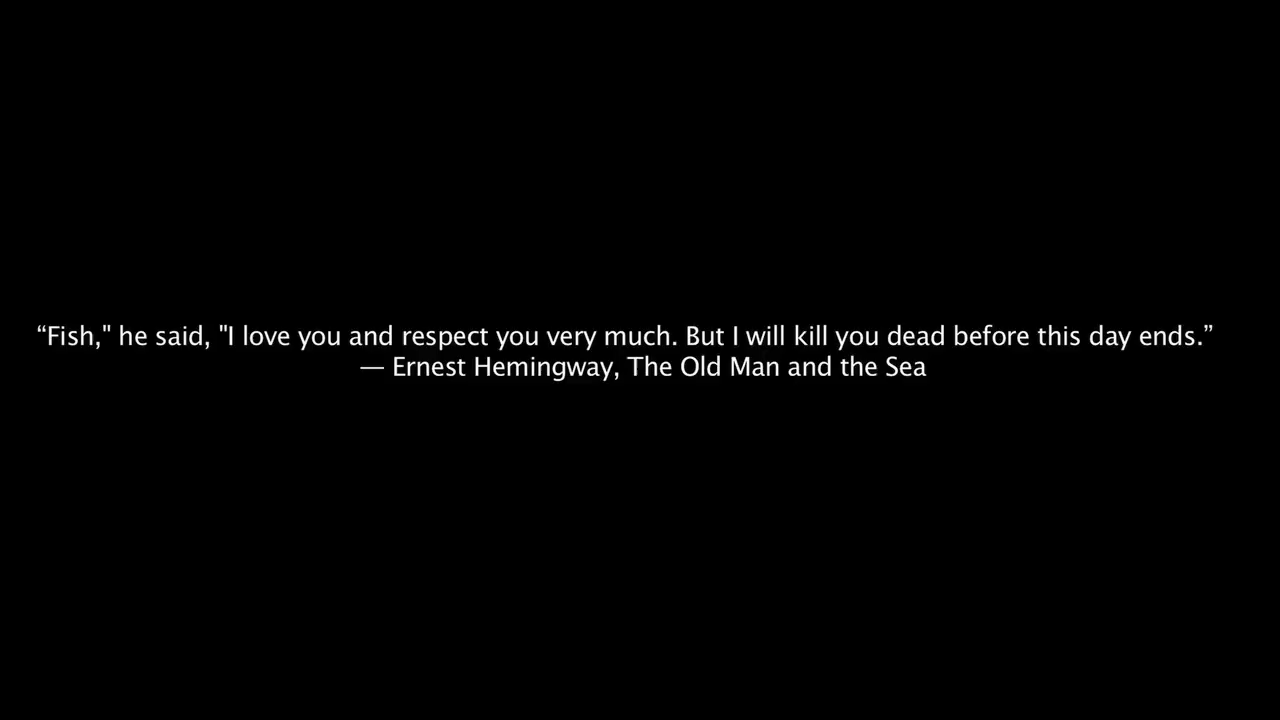 “Fish," he said, "I love you and respect you very much. But I will kill you dead before this day ends.”
— Ernest Hemingway, The Old Man and the Sea